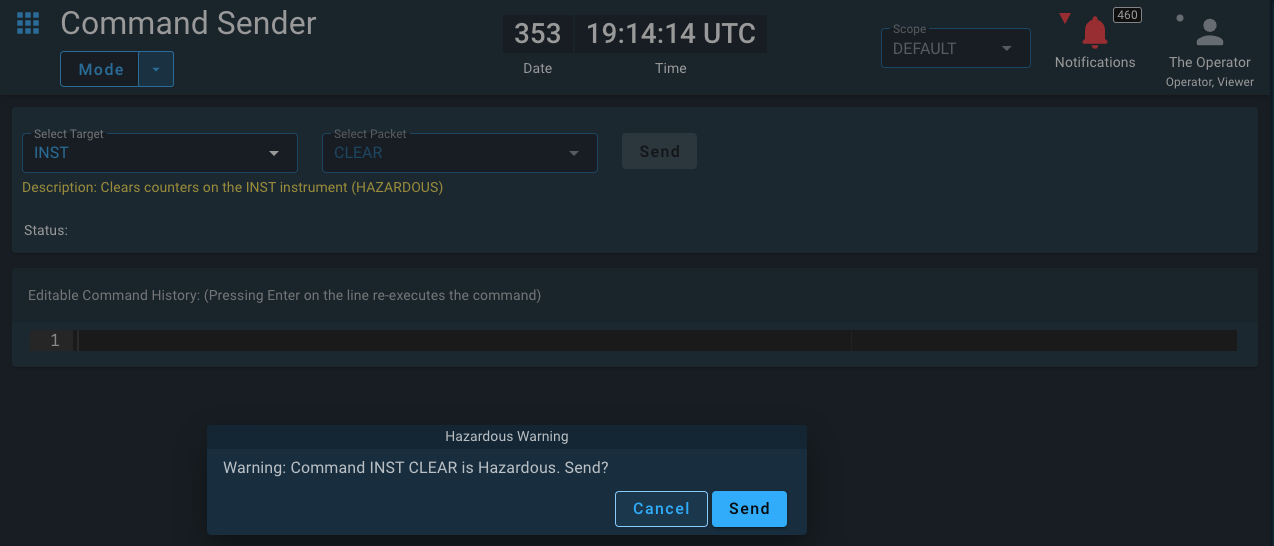 Command Sender
Mode
353 19:14:14 UTC
Date Time
Scope
DEFAULT
460
Notifications
The Operator
Operator, Viewer
Select Target
INST
Select Packet
CLEAR
Send
Description: Clears counters on the INST instrument (HAZARDOUS)
Status:
Editable Command History: (Pressing Enter on the line re-executes the command)
1
Hazardous Warning
Warning: Command INST CLEAR is Hazardous. Send?
Cancel Send